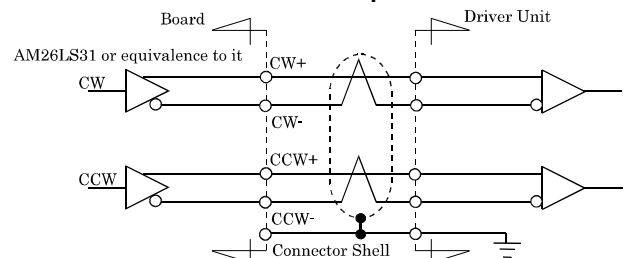 Board
Driver Unit
AM26LS31 or equivalence to it
CW
CW+
CW-
CCW+
CCW
CCW-
Connector Shell